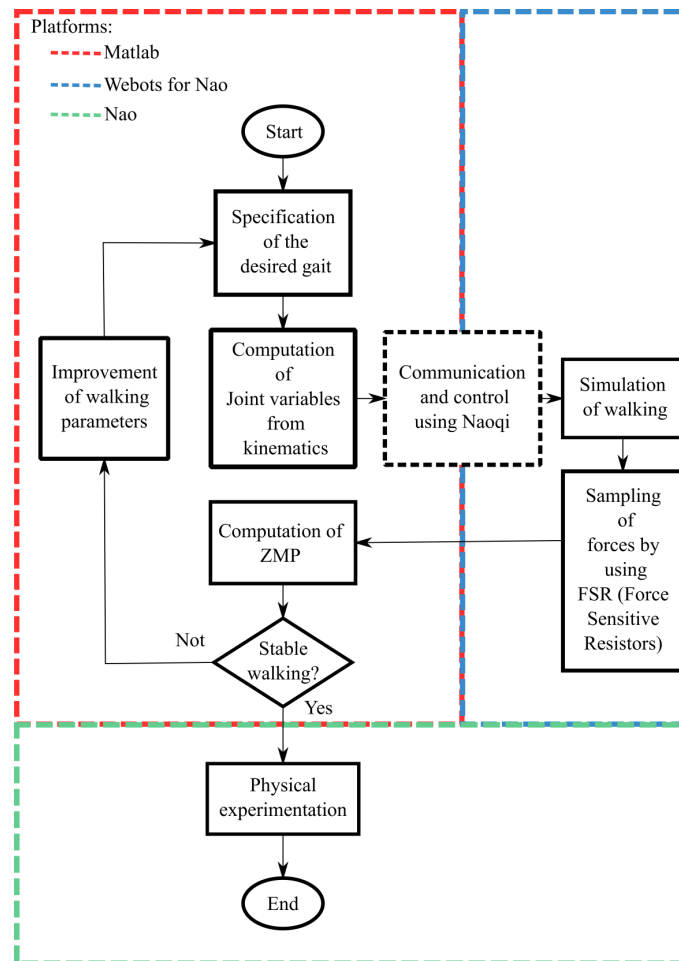 Platforms:
Matlab
Webots for Nao
Nao
Start
Specification
of the
desired gait
Computation
of
Joint variables
from
kinematics
Communication
and control
using Naoqi
Simulation
of walking
Sampling
of
forces by
using
FSR (Force
Sensitive
Resistors)
Improvement
of walking
parameters
Computation of
ZMP
Stable
walking?
Not
Yes
Physical
experimentation
End